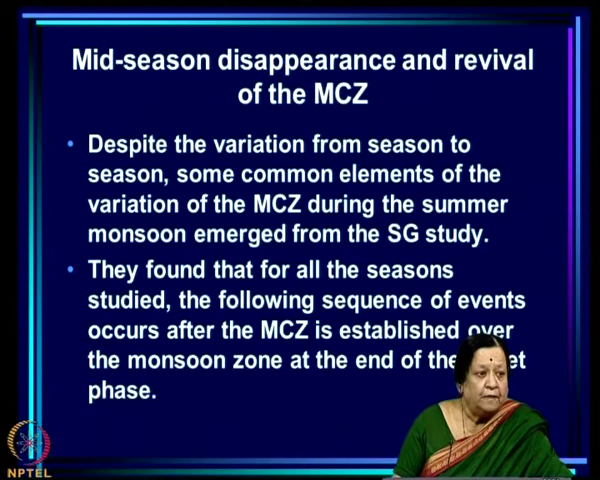 Mid-season disappearance and revival
of the MCZ
• Despite the variation from season to
season, some common elements of the
variation of the MCZ during the summer
monsoon emerged from the SG study.
• They found that for all the seasons
studied, the following sequence of events
occurs after the MCZ is established over
the monsoon zone at the end of the
phase.
NPTEL